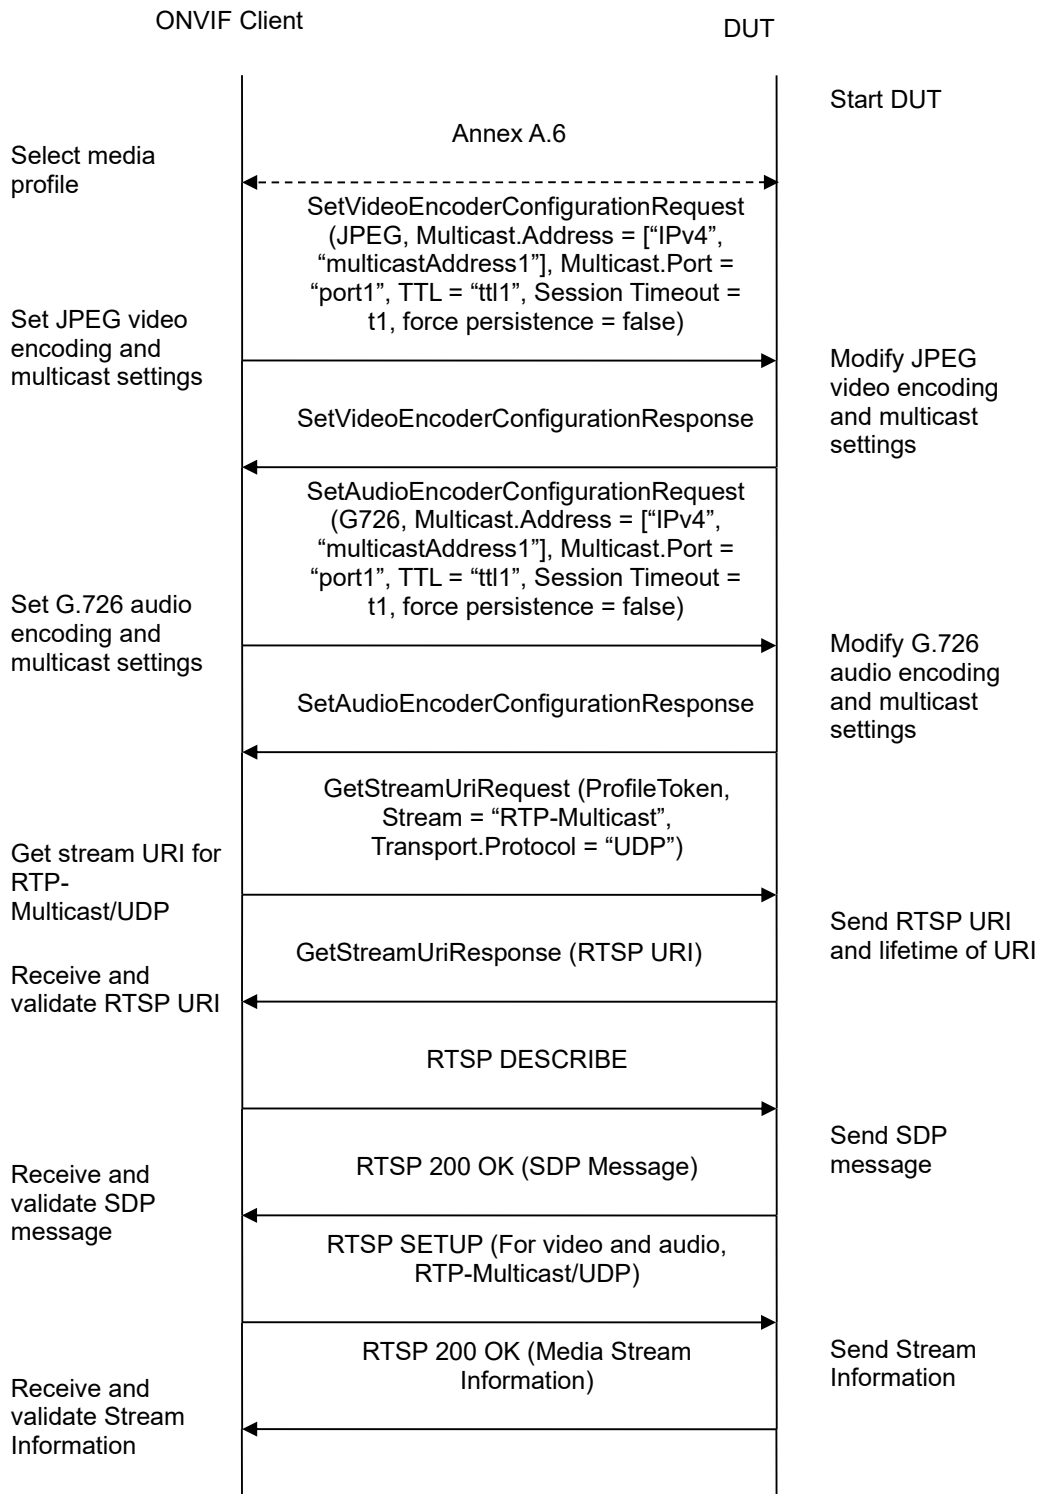 ONVIF Client
DUT
Start DUT
Annex A.6
Select media
profile
SetVideoEncoderConfigurationRequest
(JPEG, Multicast.Address = [“IPv4”,
“multicastAddress1”], Multicast.Port =
“port1”, TTL = “ttl1”, Session Timeout =
t1, force persistence = false)
Set JPEG video
encoding and
multicast settings
Modify JPEG
video encoding
and multicast
settings
SetVideoEncoderConfigurationResponse
SetAudioEncoderConfigurationRequest
(G726, Multicast.Address = [“IPv4”,
“multicastAddress1”], Multicast.Port =
“port1”, TTL = “ttl1”, Session Timeout =
t1, force persistence = false)
Set G.726 audio
encoding and
multicast settings
Modify G.726
audio encoding
and multicast
settings
SetAudioEncoderConfigurationResponse
GetStreamUriRequest (ProfileToken,
Stream = “RTP-Multicast”,
Transport.Protocol = “UDP”)
Get stream URI for
RTP-
Multicast/UDP
Send RTSP URI
and lifetime of URI
GetStreamUriResponse (RTSP URI)
Receive and
validate RTSP URI
RTSP DESCRIBE
Send SDP
message
RTSP 200 OK (SDP Message)
Receive and
validate SDP
message
RTSP SETUP (For video and audio,
RTP-Multicast/UDP)
RTSP 200 OK (Media Stream
Information)
Send Stream
Information
Receive and
validate Stream
Information